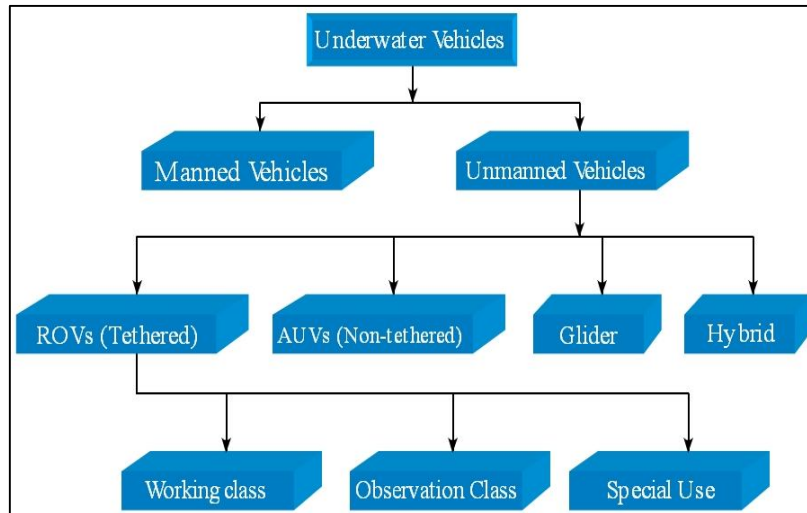 Underwater Vehicles
Manned Vehicles
Unmanned Vehicles
ROVs (Tethered)
AUVs (Non-tethered)
Glider
Hybrid
Working class
Observation Class
Special Use